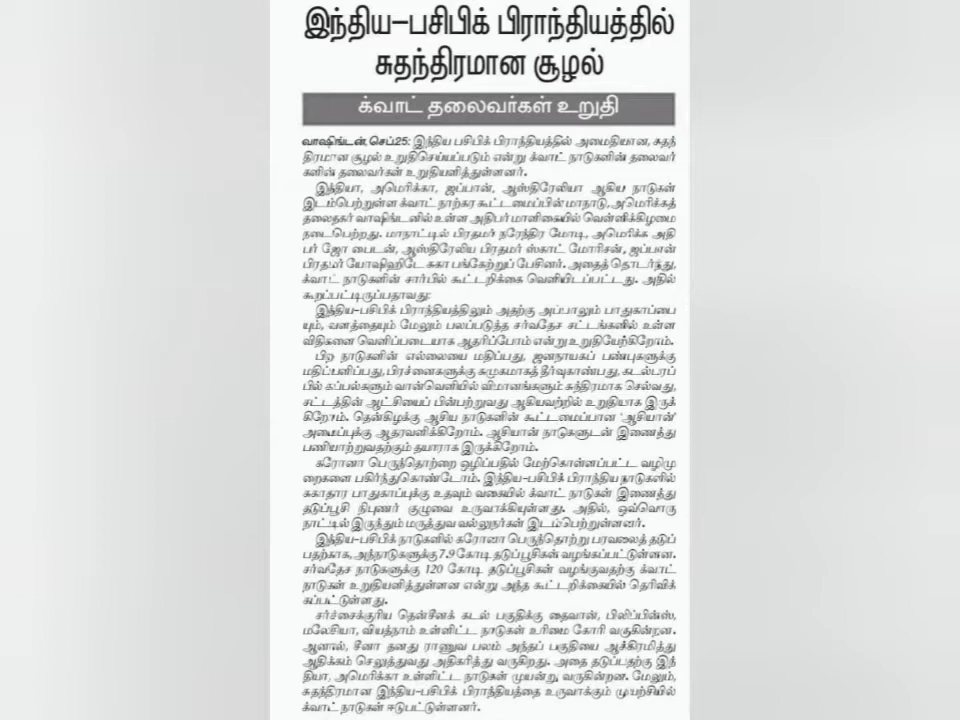 இந்திய-பசிபிக் பிராந்தியத்தில்
சுதந்திரமான சூழல்
க்வாட் தலைவர்கள் உறுதி
வாஷிங்டன், செப்25: இந்திய பசிபிக் பிராந்தியத்தில் அமைதியான, சுதந்
திரமான சூழல் உறுதிசெய்யப்படும் என்று க்வாட் நாடுகளின் தலைவர்
களின் தலைவர்கள் உறுதியளித்துள்ளனர்.
இந்தியா, அமெரிக்கா, ஜப்பான், ஆஸ்திரேலியா ஆகிய நாடுகள்
இடம்பெற்றுள்ள க்வாட் நாற்கர கூட்டமைப்பின் மாநாடு, அமெரிக்கத்
தலைநகர் வாஷிங்டனில் உள்ள அதிபர் மாளிகையில் வெள்ளிக்கிழமை
நடைபெற்றது. மாநாட்டில் பிரதமர் நரேந்திர மோடி, அமெரிக்க அதி
பர் ஜோ பைடன், ஆஸ்திரேலிய பிரதமர் ஸ்காட் மோரிசன், ஜப்பான்
பிரதமர் யோஷிஹிடே சுகா பங்கேற்றுப் பேசினர். அதைத் தொடர்ந்து,
க்வாட் நாடுகளின் சார்பில் கூட்டறிக்கை வெளியிடப்பட்டது. அதில்
கூறப்பட்டிருப்பதாவது:
இந்திய-பசிபிக் பிராந்தியத்திலும் அதற்கு அப்பாலும் பாதுகாப்பை
யும், வளத்தையும் மேலும் பலப்படுத்த சர்வதேச சட்டங்களில் உள்ள
விதிகளை வெளிப்படையாக ஆதரிப்போம் என்று உறுதியேற்கிறோம்.
பிற நாடுகளின் எல்லையை மதிப்பது, ஜனநாயகப் பண்புகளுக்கு
மதிப்பளிப்பது, பிரச்னைகளுக்கு சுமுகமாகத் தீர்வுகாண்பது, கடல்பரப்
பில் கப்பல்களும் வான்வெளியில் விமானங்களும் சுந்திரமாக செல்வது,
சட்டத்தின் ஆட்சியைப் பின்பற்றுவது ஆகியவற்றில் உறுதியாக இருக்
கிறோம். தென்கிழக்கு ஆசிய நாடுகளின் கூட்டமைப்பான 'ஆசியான்'
அமைப்புக்கு ஆதரவளிக்கிறோம். ஆசியான் நாடுகளுடன் இணைத்து
பணியாற்றுவதற்கும் தயாராக இருக்கிறோம்.
கரோனா பெருந்தொற்றை ஒழிப்பதில் மேற்கொள்ளப்பட்ட வழிமு
றைகளை பகிர்ந்துகொண்டோம். இந்திய-பசிபிக் பிராந்திய நாடுகளில்
சுகாதார பாதுகாப்புக்கு உதவும் வகையில் க்வாட் நாடுகள் இணைத்து
தடுப்பூசி நிபுணர் குழுவை உருவாக்கியுள்ளது. அதில், ஒவ்வொரு
நாட்டில் இருந்தும் மருத்துவ வல்லுநர்கள் இடம்பெற்றுள்ளனர்.
இந்திய-பசிபிக் நாடுகளில் கரோனா பெருந்தொற்று பரவலைத் தடுப்
பதற்காக, அந்நாடுகளுக்கு 7.9 கோடி தடுப்பூசிகள் வழங்கப்பட்டுள்ளன.
சர்வதேச நாடுகளுக்கு 120 கோடி தடுப்பூசிகள் வழங்குவதற்கு க்வாட்
நாடுகள் உறுதியளித்துள்ளன என்று அந்த கூட்டறிக்கையில் தெரிவிக்
கப்பட்டுள்ளது.
சர்ச்சைக்குரிய தென்சீனக் கடல் பகுதிக்கு தைவான், பிலிப்பின்ஸ்,
மலேசியா, வியத்நாம் உள்ளிட்ட நாடுகள் உரிமை கோரி வருகின்றன.
ஆனால், சீனா தனது ராணுவ பலம் அந்தப் பகுதியை ஆக்கிரமித்து
ஆதிக்கம் செலுத்துவது அதிகரித்து வருகிறது. அதை தடுப்பதற்கு இந்
தியா, அமெரிக்கா உள்ளிட்ட நாடுகள் முயன்று வருகின்றன. மேலும்,
சுதந்திரமான இந்திய-பசிபிக் பிராந்தியத்தை உருவாக்கும் முயற்சியில்
க்வாட் நாடுகள் ஈடுபட்டுள்ளனர்.